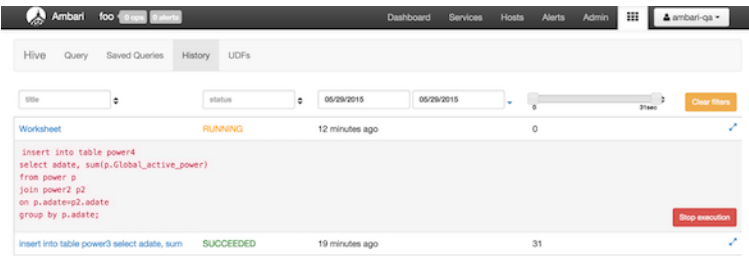 Ambari foo 0 ops 0 alerts Dashboard Services Hosts Alerts Admin ambari-qa
Hive Query Saved Queries History UDFs
title status 05/29/2015 05/29/2015 0 31sec Clear filters
Worksheet RUNNING 12 minutes ago 0
insert into table power4
select adate, sum(p.Global_active_power)
from power p
join power2 p2
on p.adate=p2.adate
group by p.adate;
Stop execution
insert into table power3 select adate, sum SUCCEEDED 19 minutes ago 31